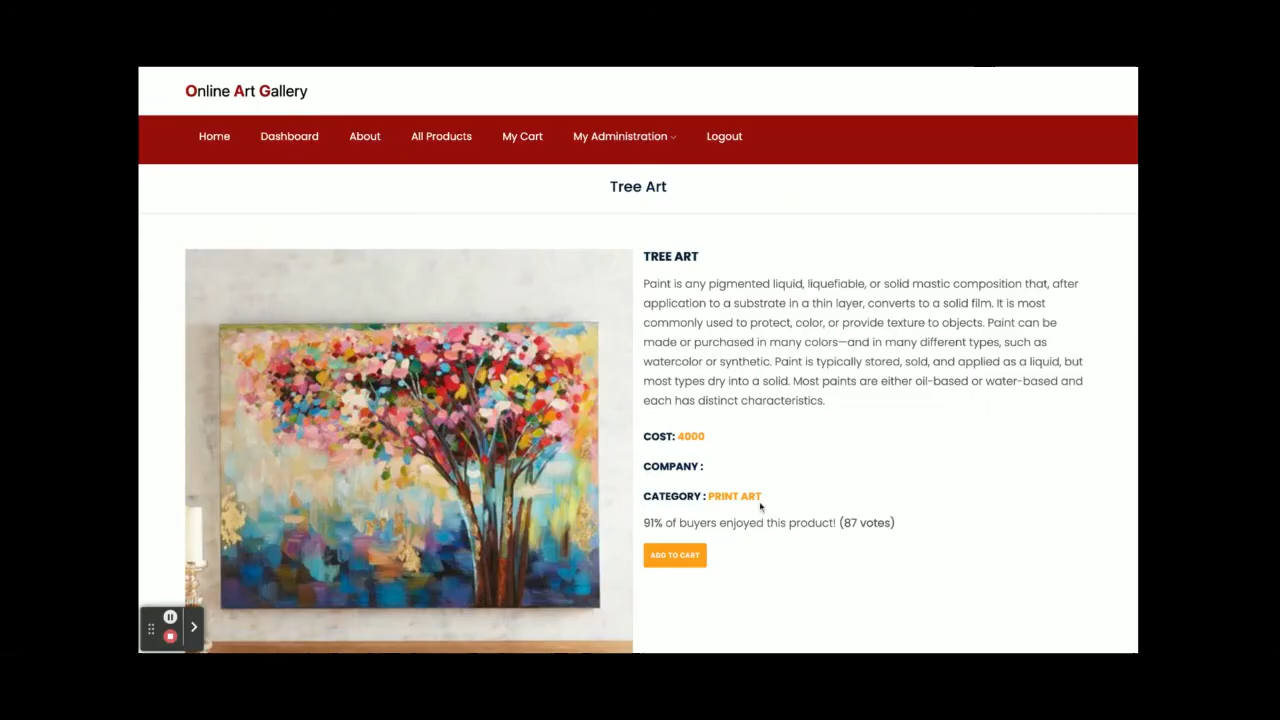 Online Art Gallery
Home Dashboard About All Products My Cart My Administration Logout
Tree Art
TREE ART
Paint is any pigmented liquid, liquefiable, or solid mastic composition that, after
application to a substrate in a thin layer, converts to a solid film. It is most
commonly used to protect, color, or provide texture to objects. Paint can be
made or purchased in many colors—and in many different types, such as
watercolor or synthetic. Paint is typically stored, sold, and applied as a liquid, but
most types dry into a solid. Most paints are either oil-based or water-based and
each has distinct characteristics.
COST: 4000
COMPANY :
CATEGORY : PRINT ART
91% of buyers enjoyed this product! (87 votes)
ADD TO CART